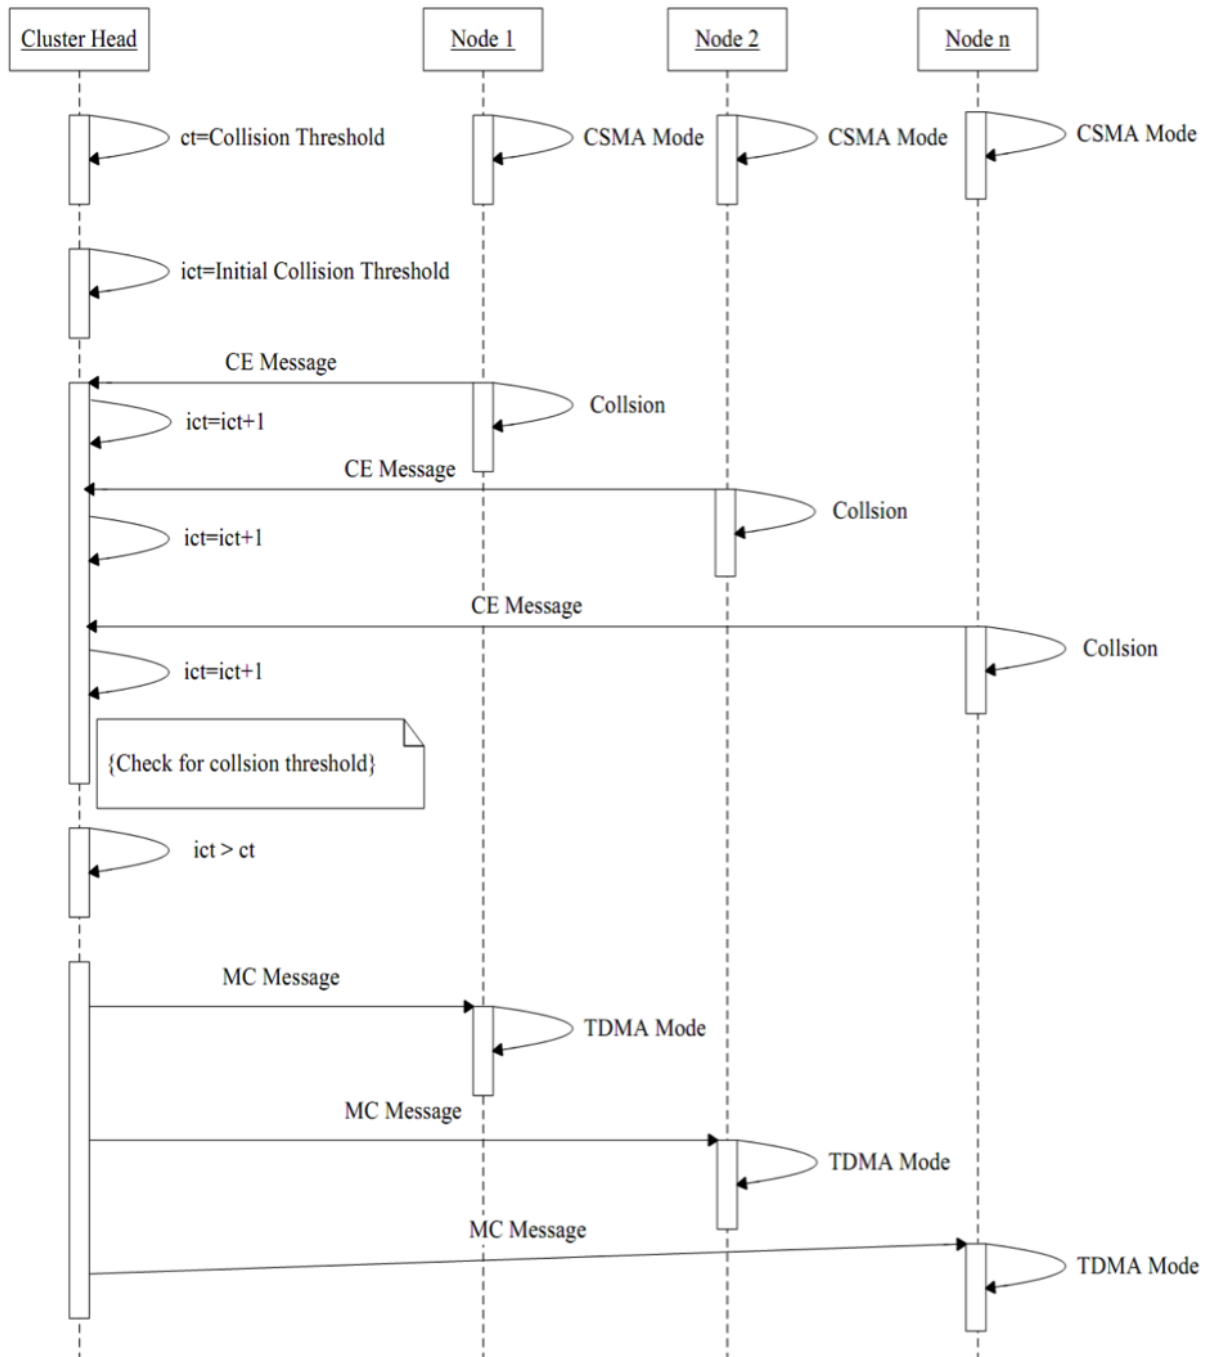 Cluster Head
Node 1
Node 2
Node n
ct=Collision Threshold
CSMA Mode
CSMA Mode
CSMA Mode
ict=Initial Collision Threshold
CE Message
Collsion
ict=ict+1
CE Message
Collsion
ict=ict+1
CE Message
Collsion
ict=ict+1
{Check for collsion threshold}
ict > ct
MC Message
TDMA Mode
MC Message
TDMA Mode
MC Message
TDMA Mode